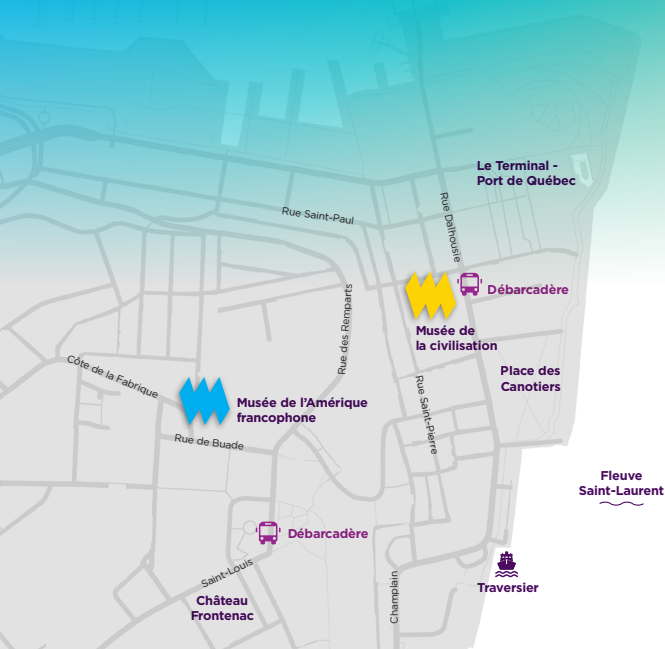 Le Terminal -
Port de Québec
Rue Saint-Paul
Rue Dalhousie
Débarcadère
Rue des Remparts
Musée de
la civilisation
Côte de la Fabrique
Place des
Canotiers
Musée de l'Amérique
francophone
Rue Saint-Pierre
Rue de Buade
Fleuve
Saint-Laurent
Débarcadère
Saint-Louis
Champlain
Traversier
Château
Frontenac